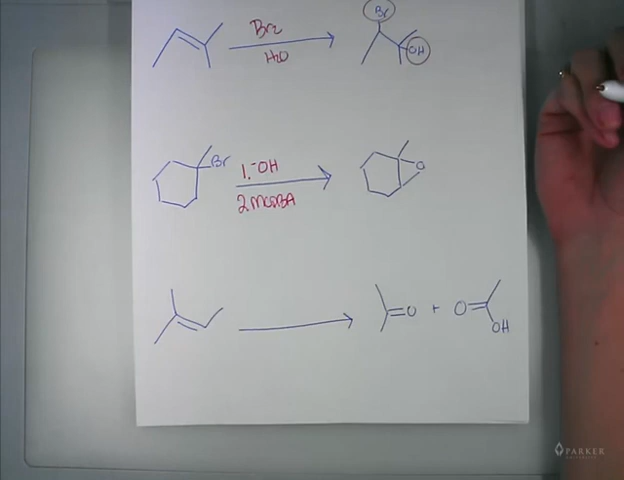 Br
Br2
H2O
OH
Br
1. -OH
2 MCPBA
O
O + O
OH
PARKER